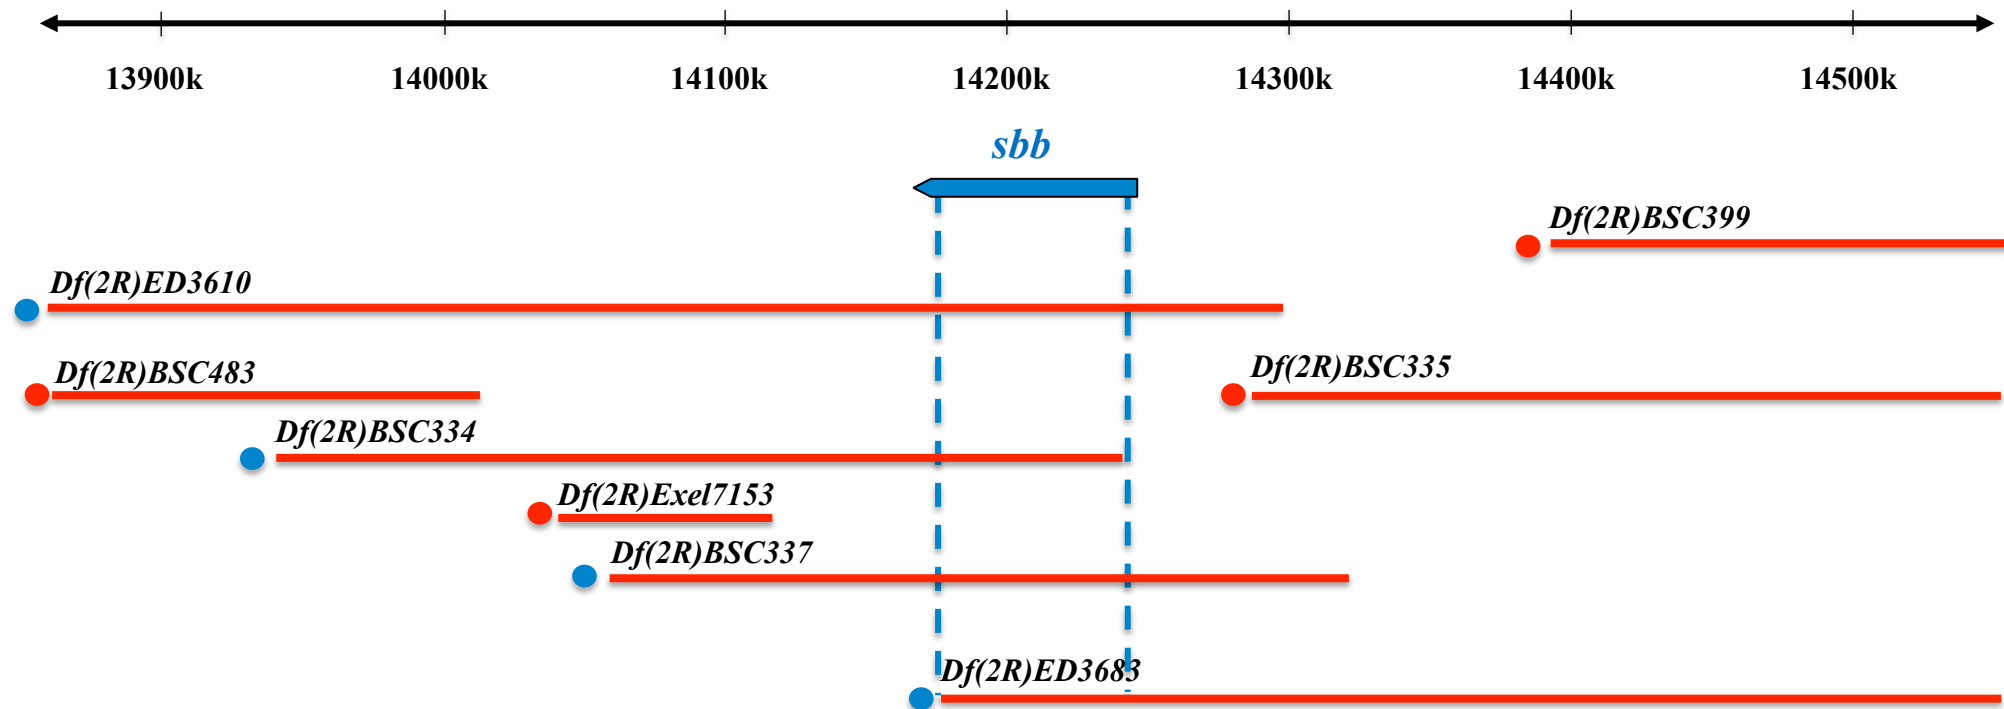 13900k 14000k 14100k 14200k 14300k 14400k 14500k
sbb
Df(2R)BSC399
Df(2R)ED3610
Df(2R)BSC483
Df(2R)BSC335
Df(2R)BSC334
Df(2R)Exel7153
Df(2R)BSC337
Df(2R)ED3683